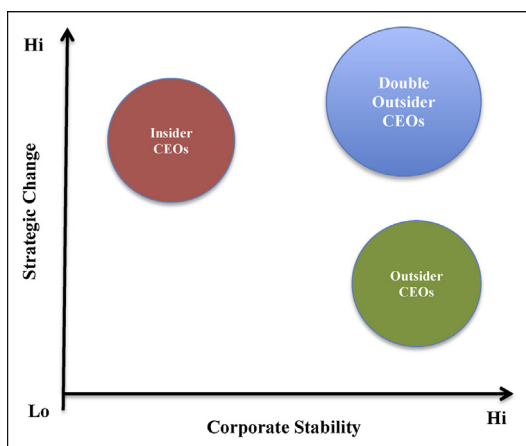 Hi
Double
Outsider
CEOs
Insider
CEOs
Strategic Change
Outsider
CEOs
Lo
Corporate Stability
Hi